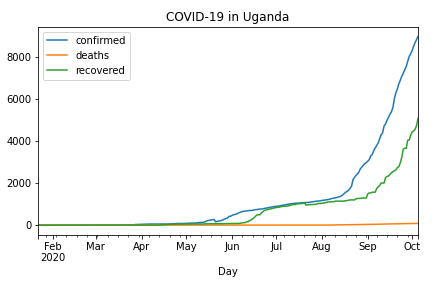 COVID-19 in Uganda
confirmed
deaths
recovered
8000
6000
4000
2000
0
Feb Mar Apr May Jun Jul Aug Sep Oct
2020
Day